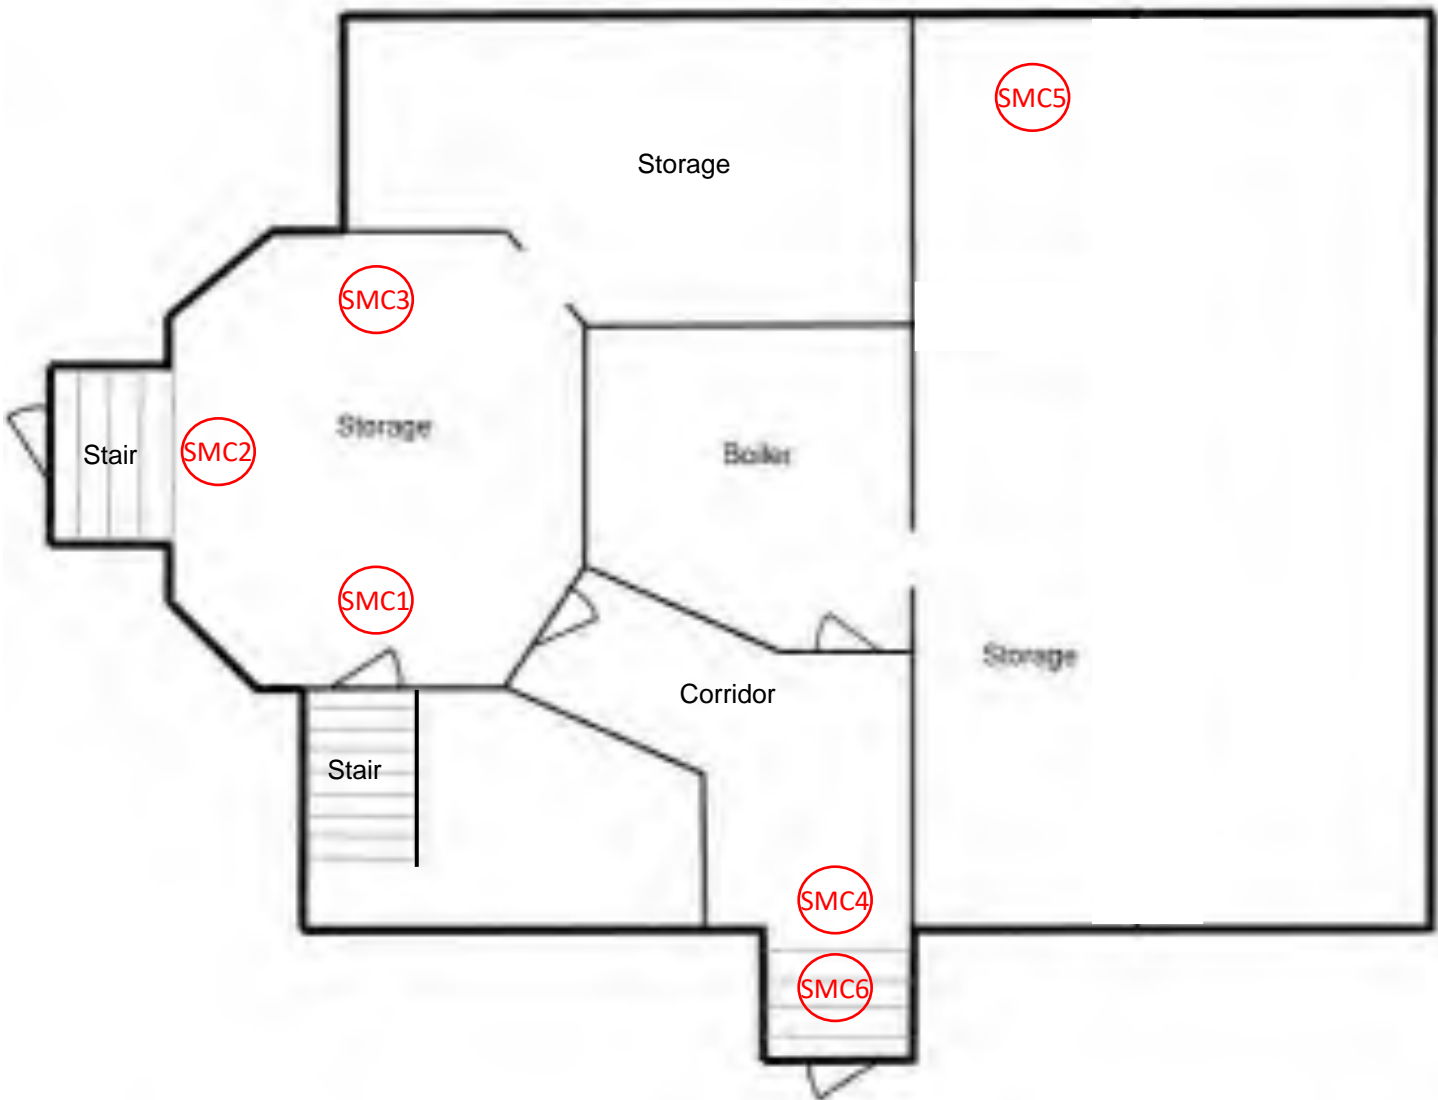 SMC5
Storage
SMC3
Storage
SMC2
Stair
Boiler
SMC1
Storage
Corridor
Stair
SMC4
SMC6